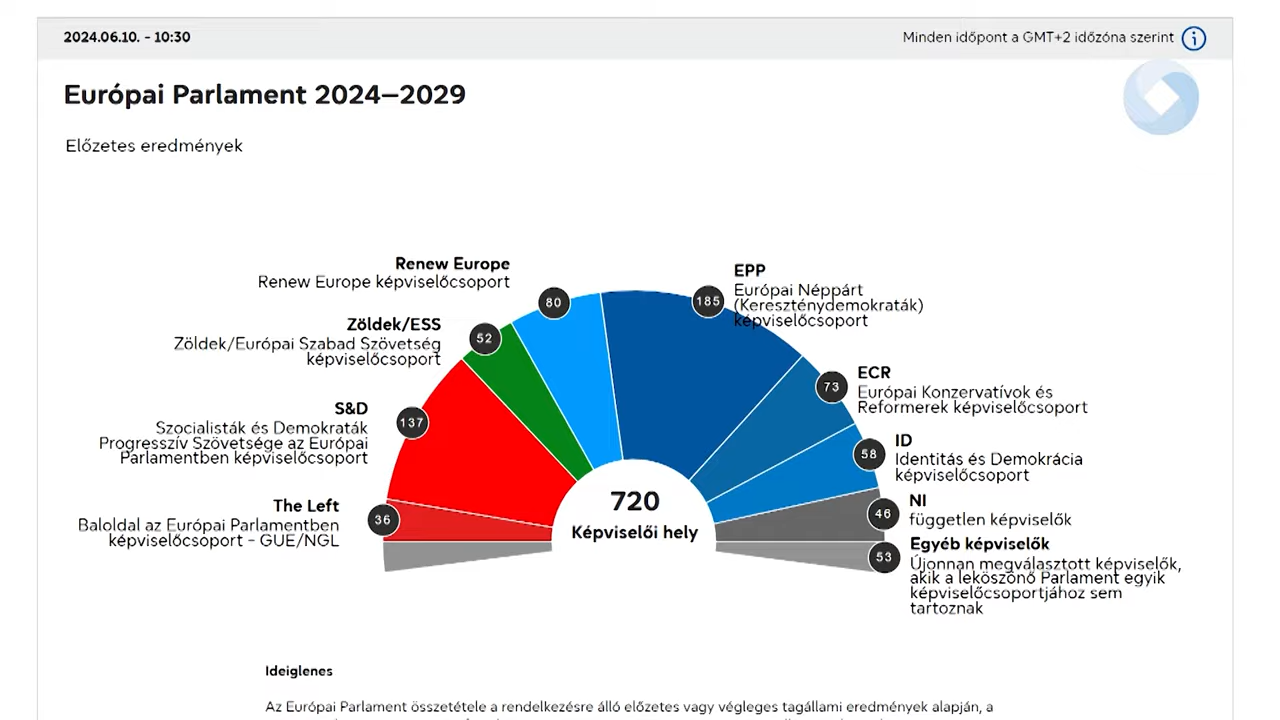 2024.06.10. - 10:30
Minden időpont a GMT+2 időzóna szerint
Európai Parlament 2024–2029
Előzetes eredmények
Renew Europe
Renew Europe képviselőcsoport
80
EPP
Európai Néppárt
(Kereszténydemokraták)
képviselőcsoport
185
Zöldek/ESS
Zöldek/Európai Szabad Szövetség
képviselőcsoport
52
ECR
Európai Konzervatívok és
Reformerek képviselőcsoport
73
S&D
Szocialisták és Demokraták
Progresszív Szövetsége az Európai
Parlamentben képviselőcsoport
137
ID
Identitás és Demokrácia
képviselőcsoport
58
The Left
Baloldal az Európai Parlamentben
képviselőcsoport - GUE/NGL
36
720
Képviselői hely
NI
független képviselők
46
Egyéb képviselők
Újonnan megválasztott képviselők,
akik a leköszönő Parlament egyik
képviselőcsoportjához sem
tartoznak
53
Ideiglenes
Az Európai Parlament összetétele a rendelkezésre álló előzetes vagy végleges tagállami eredmények alapján, a